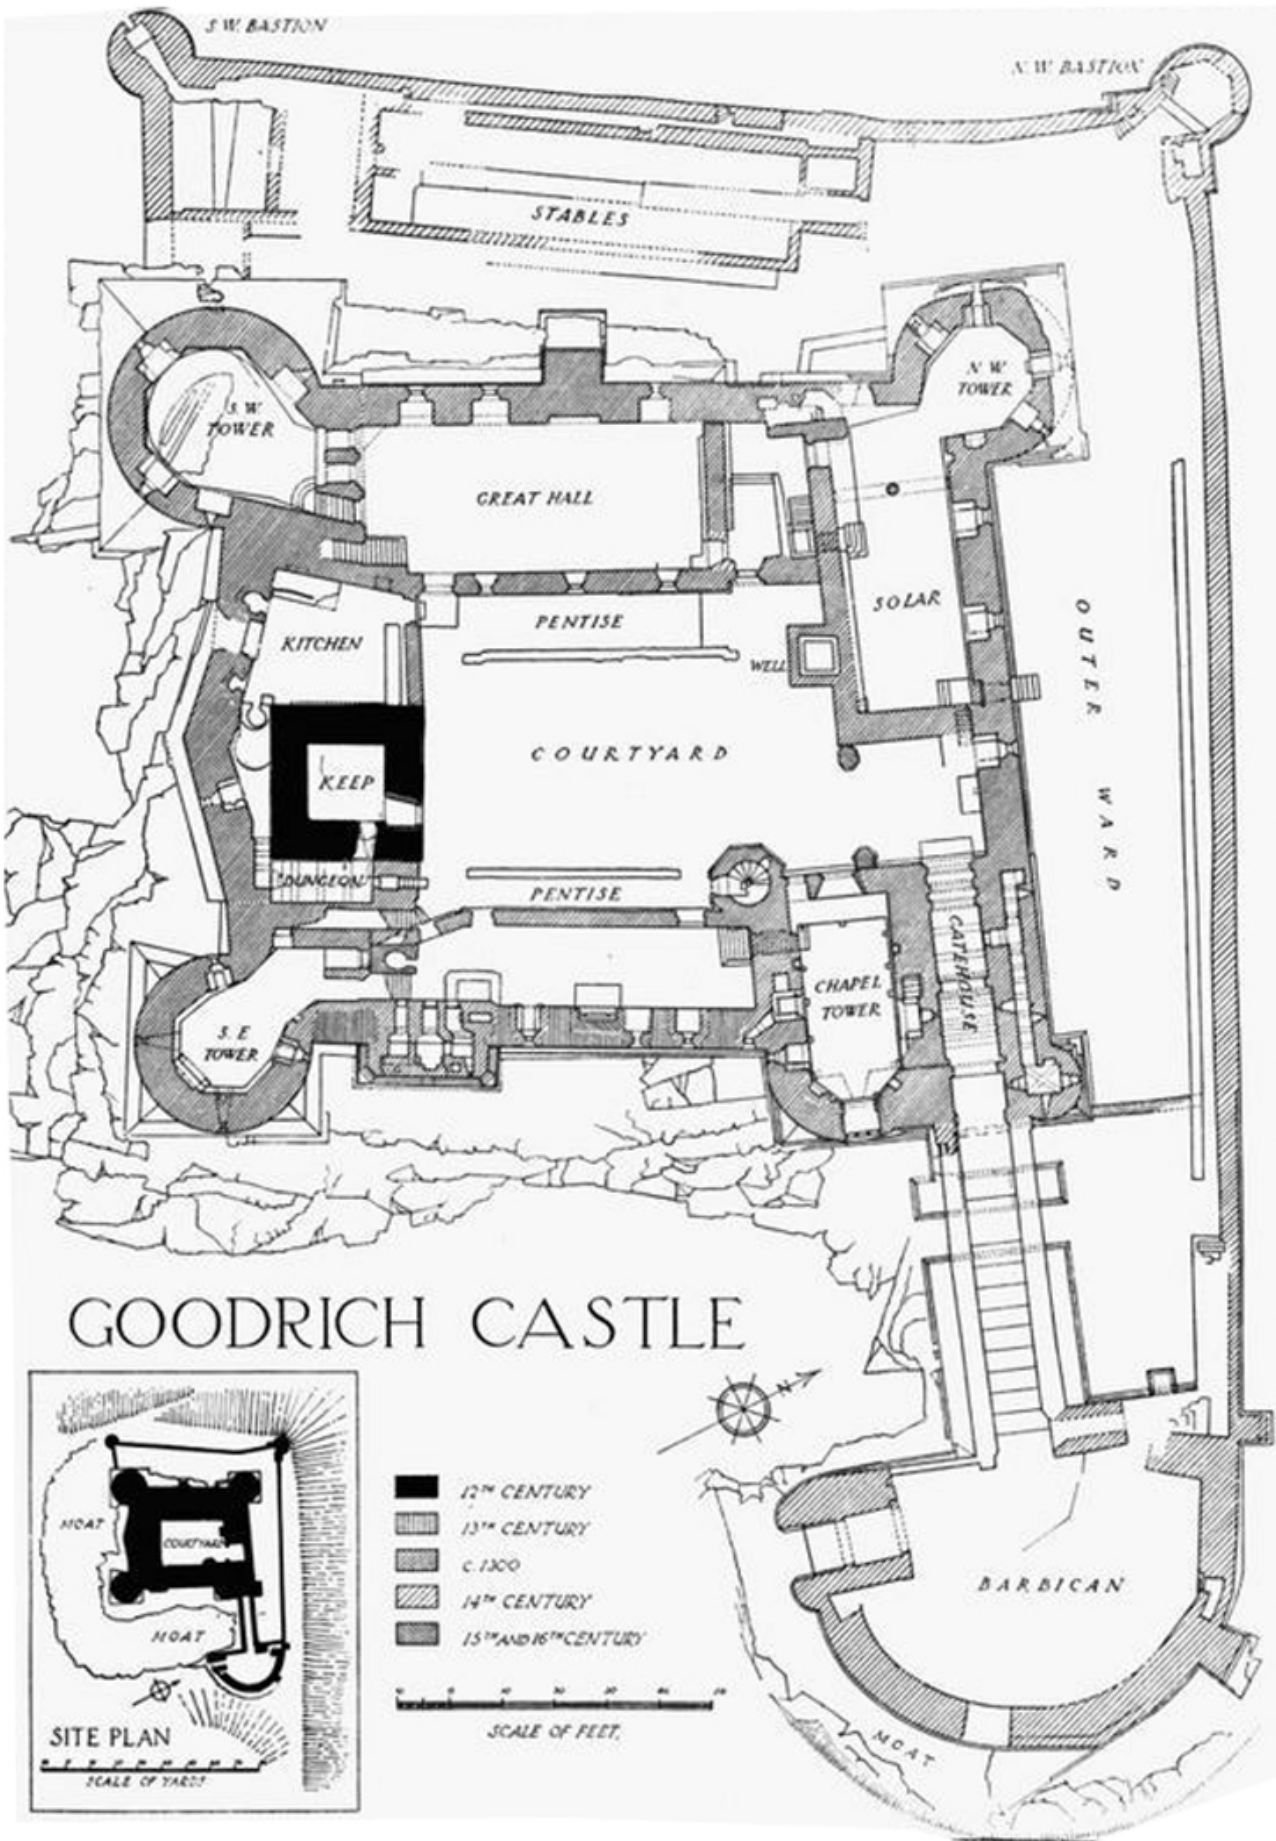 S.W. BASTION
N.W. BASTION
STABLES
S.W
TOWER
N W
TOWER
GREAT HALL
SOLAR
PENTISE
KITCHEN
WELL
OUTER WARD
COURTYARD
KEEP
"DUNGEON"
PENTISE
GATEHOUSE
CHAPEL
TOWER
S. E
TOWER
GOODRICH CASTLE
N
MOAT
COURTYARD
MOAT
SITE PLAN
SCALE OF YARDS
12TH CENTURY
13TH CENTURY
C.1300
14TH CENTURY
15TH AND 16TH CENTURY
SCALE OF FEET.
BARBICAN
MOAT